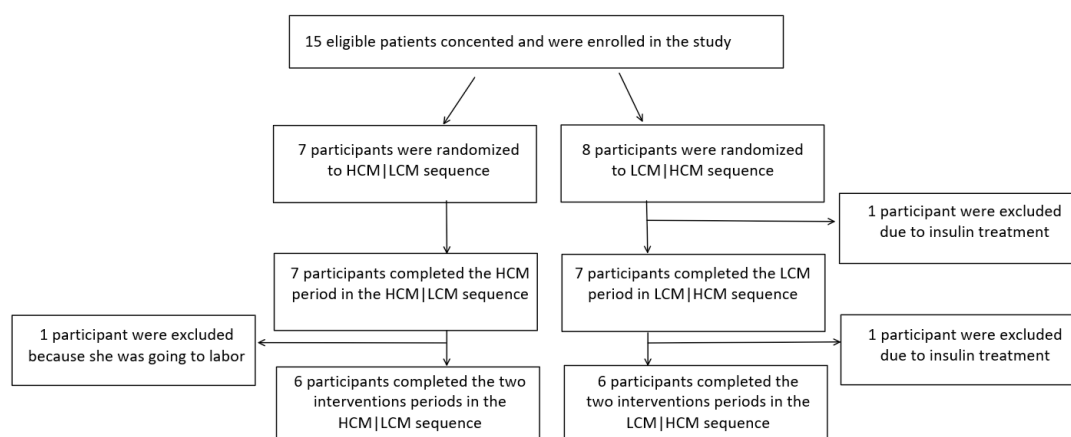 15 eligible patients concented and were enrolled in the study
7 participants were randomized
to HCM|LCM sequence
8 participants were randomized
to LCM|HCM sequence
1 participant were excluded
due to insulin treatment
7 participants completed the HCM
period in the HCM|LCM sequence
7 participants completed the LCM
period in LCM|HCM sequence
1 participant were excluded
because she was going to labor
1 participant were excluded
due to insulin treatment
6 participants completed the two
interventions periods in the
HCM|LCM sequence
6 participants completed the
two interventions periods in the
LCM|HCM sequence